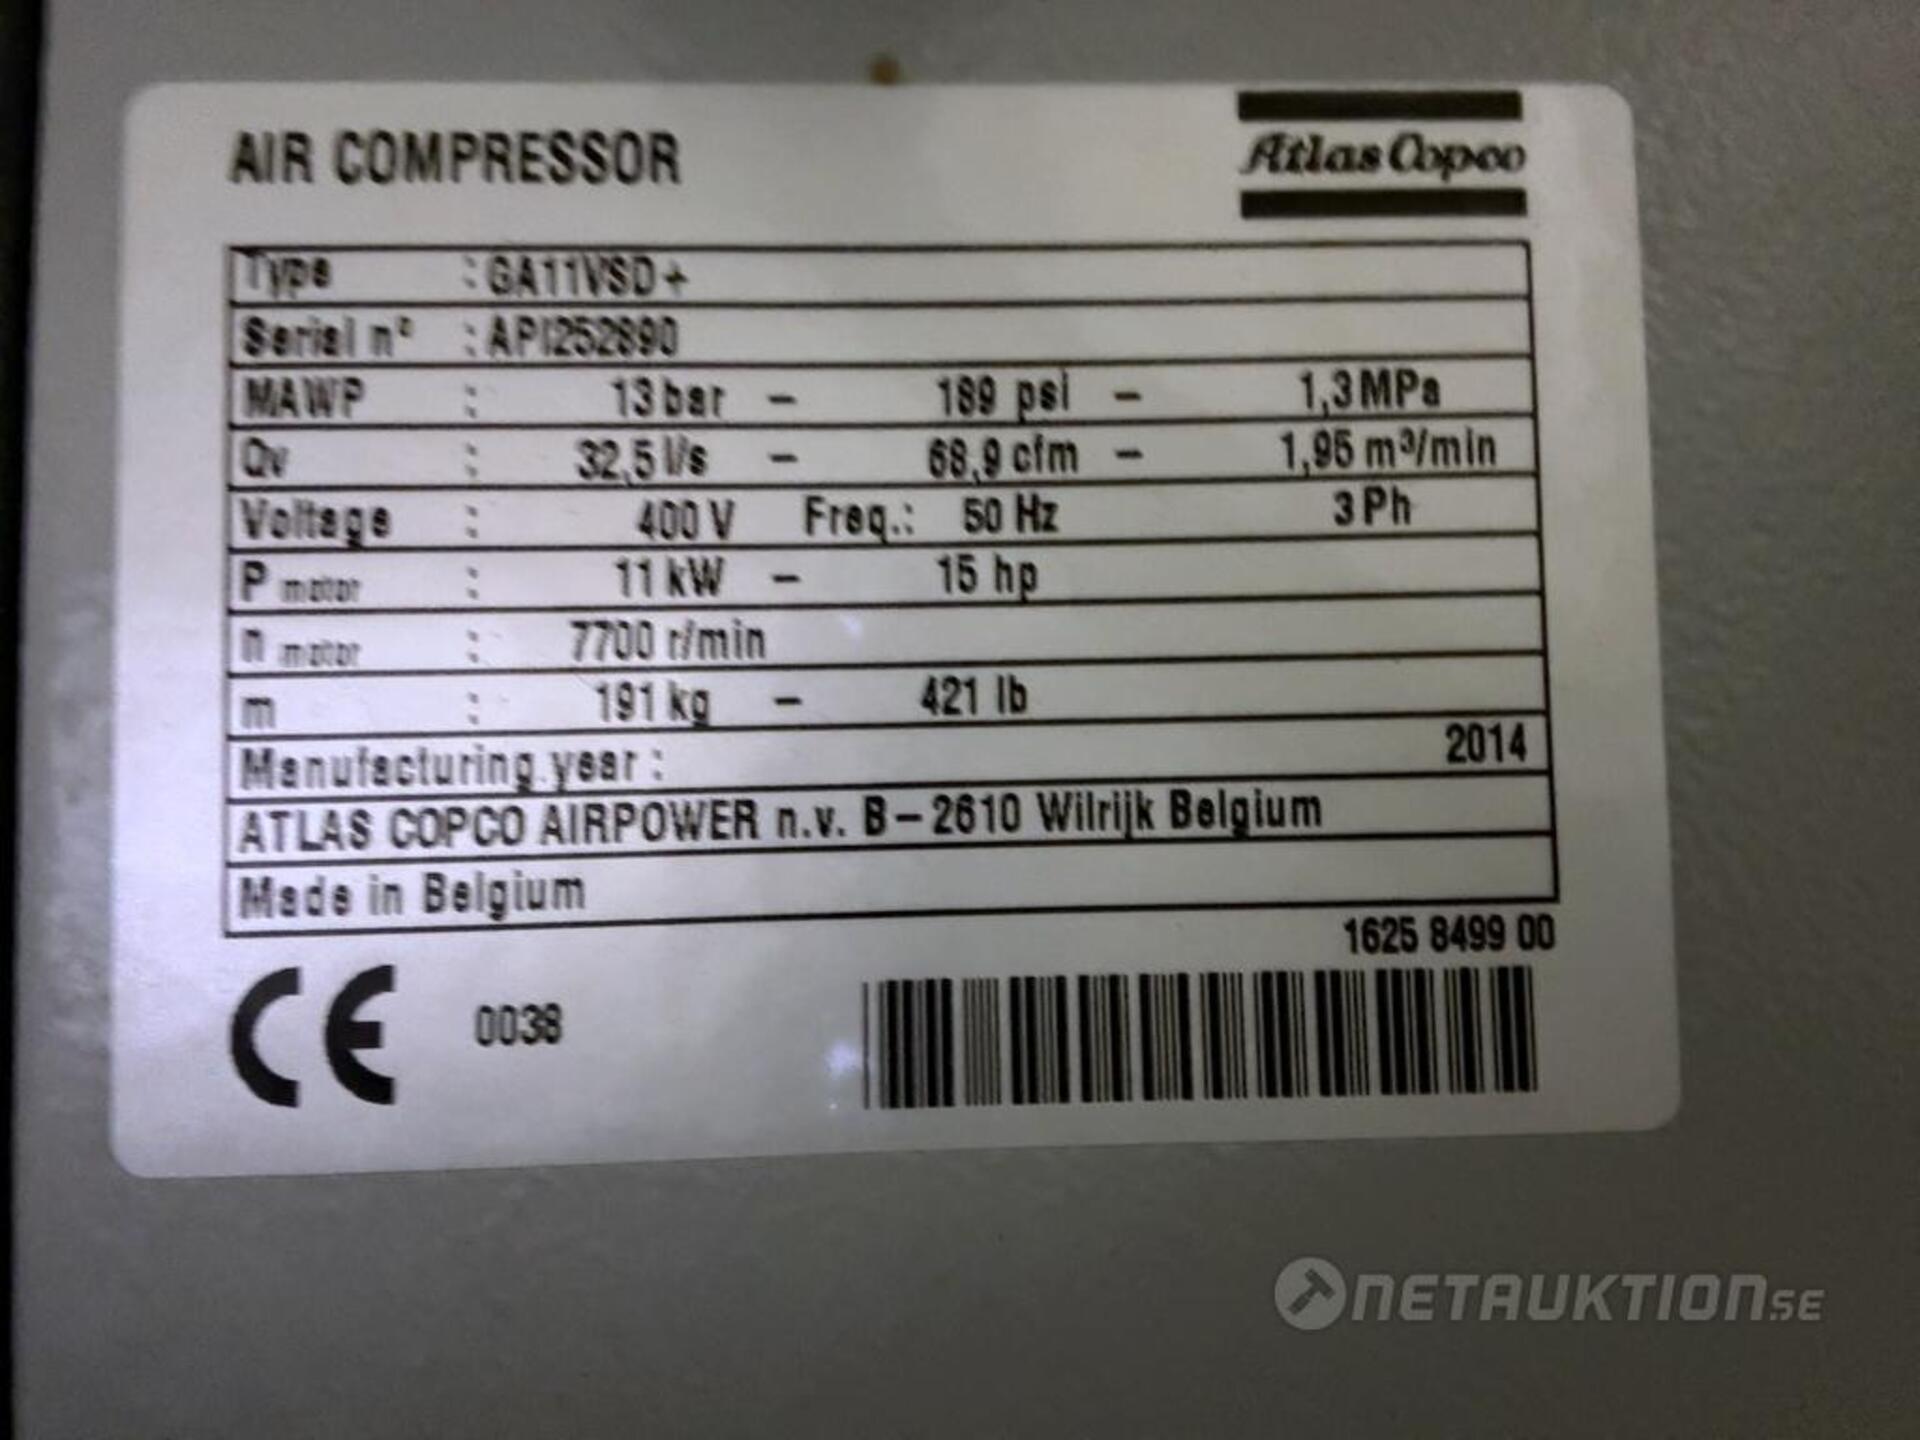 AIR COMPRESSOR
Atlas Copco
Type : GA11VSD+
Serial n° : API252890
MAWP : 13 bar – 189 psi – 1,3 MPa
Qv : 32,5 l/s – 68,9 cfm – 1,95 m³/min
Voltage : 400 V Freq.: 50 Hz 3 Ph
P motor : 11 kW – 15 hp
n motor : 7700 r/min
m : 191 kg – 421 lb
Manufacturing year : 2014
ATLAS COPCO AIRPOWER n.v. B – 2610 Wilrijk Belgium
Made in Belgium
1625 8499 00
CE 0038
NETAUKTION.SE